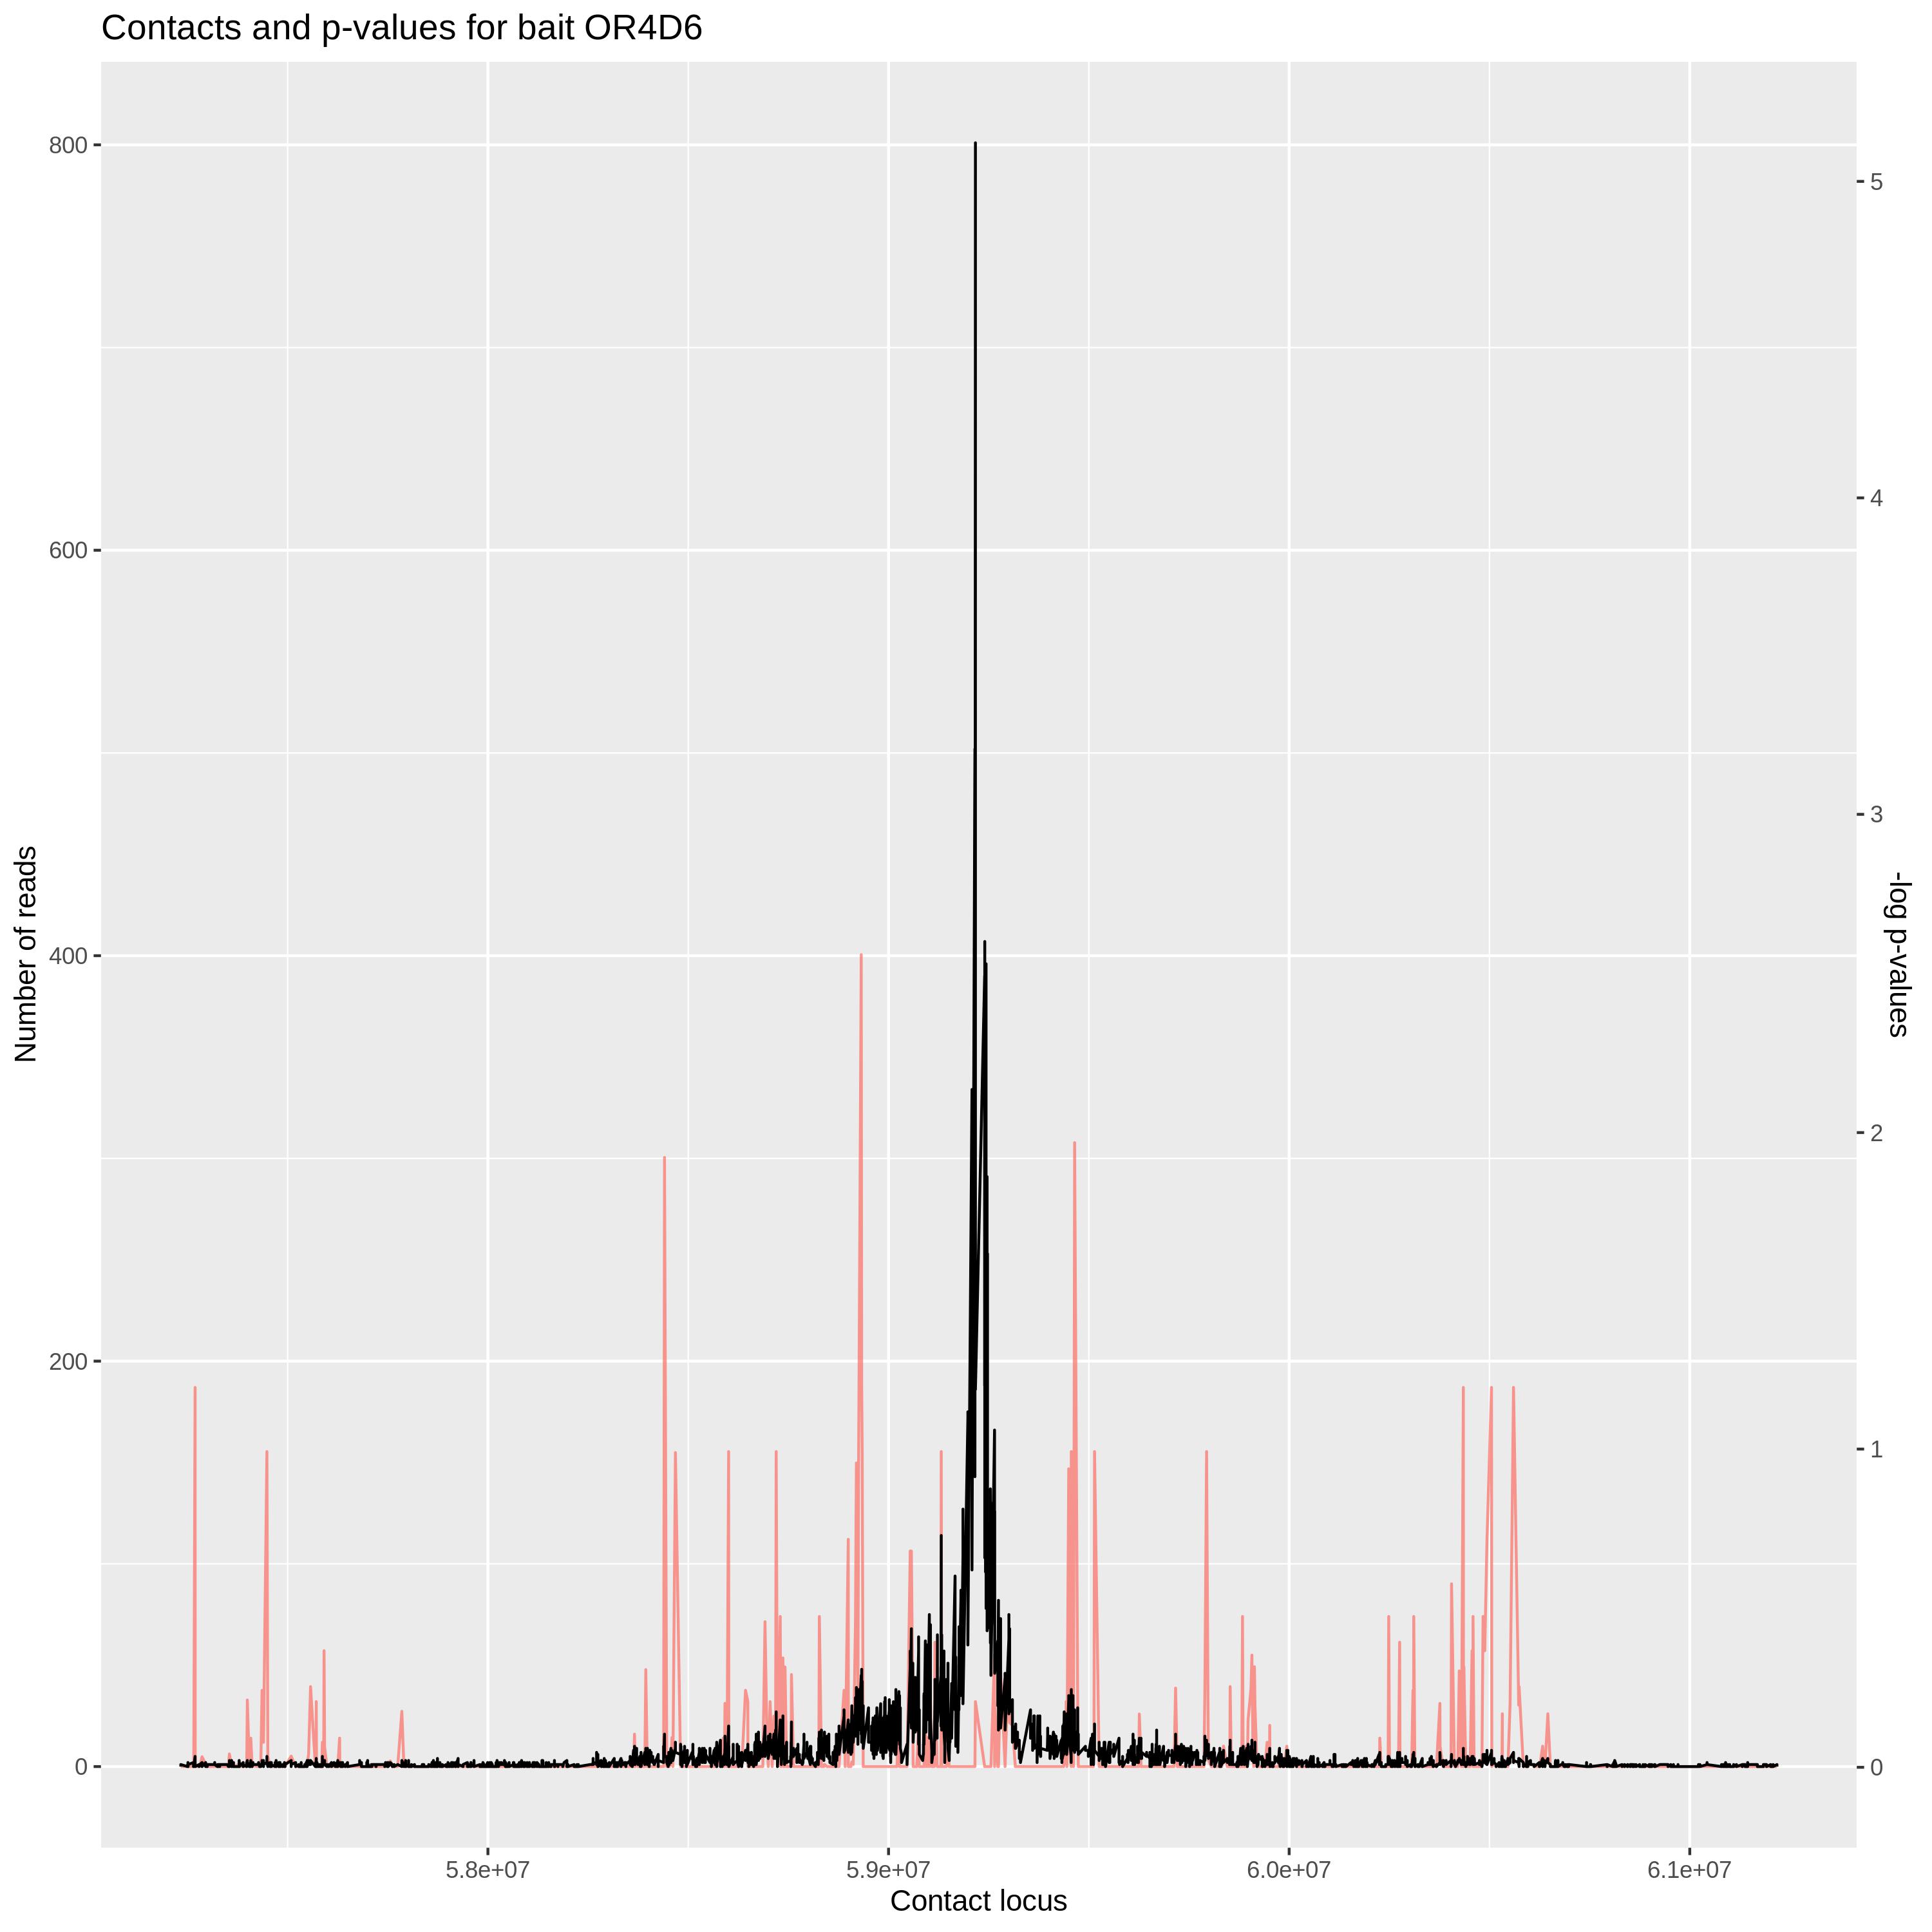 Contacts and p-values for bait OR4D6
800
600
400
200
0
Number of reads
5
4
3
2
1
0
-log p-values
5.8e+07
5.9e+07
6.0e+07
6.1e+07
Contact locus